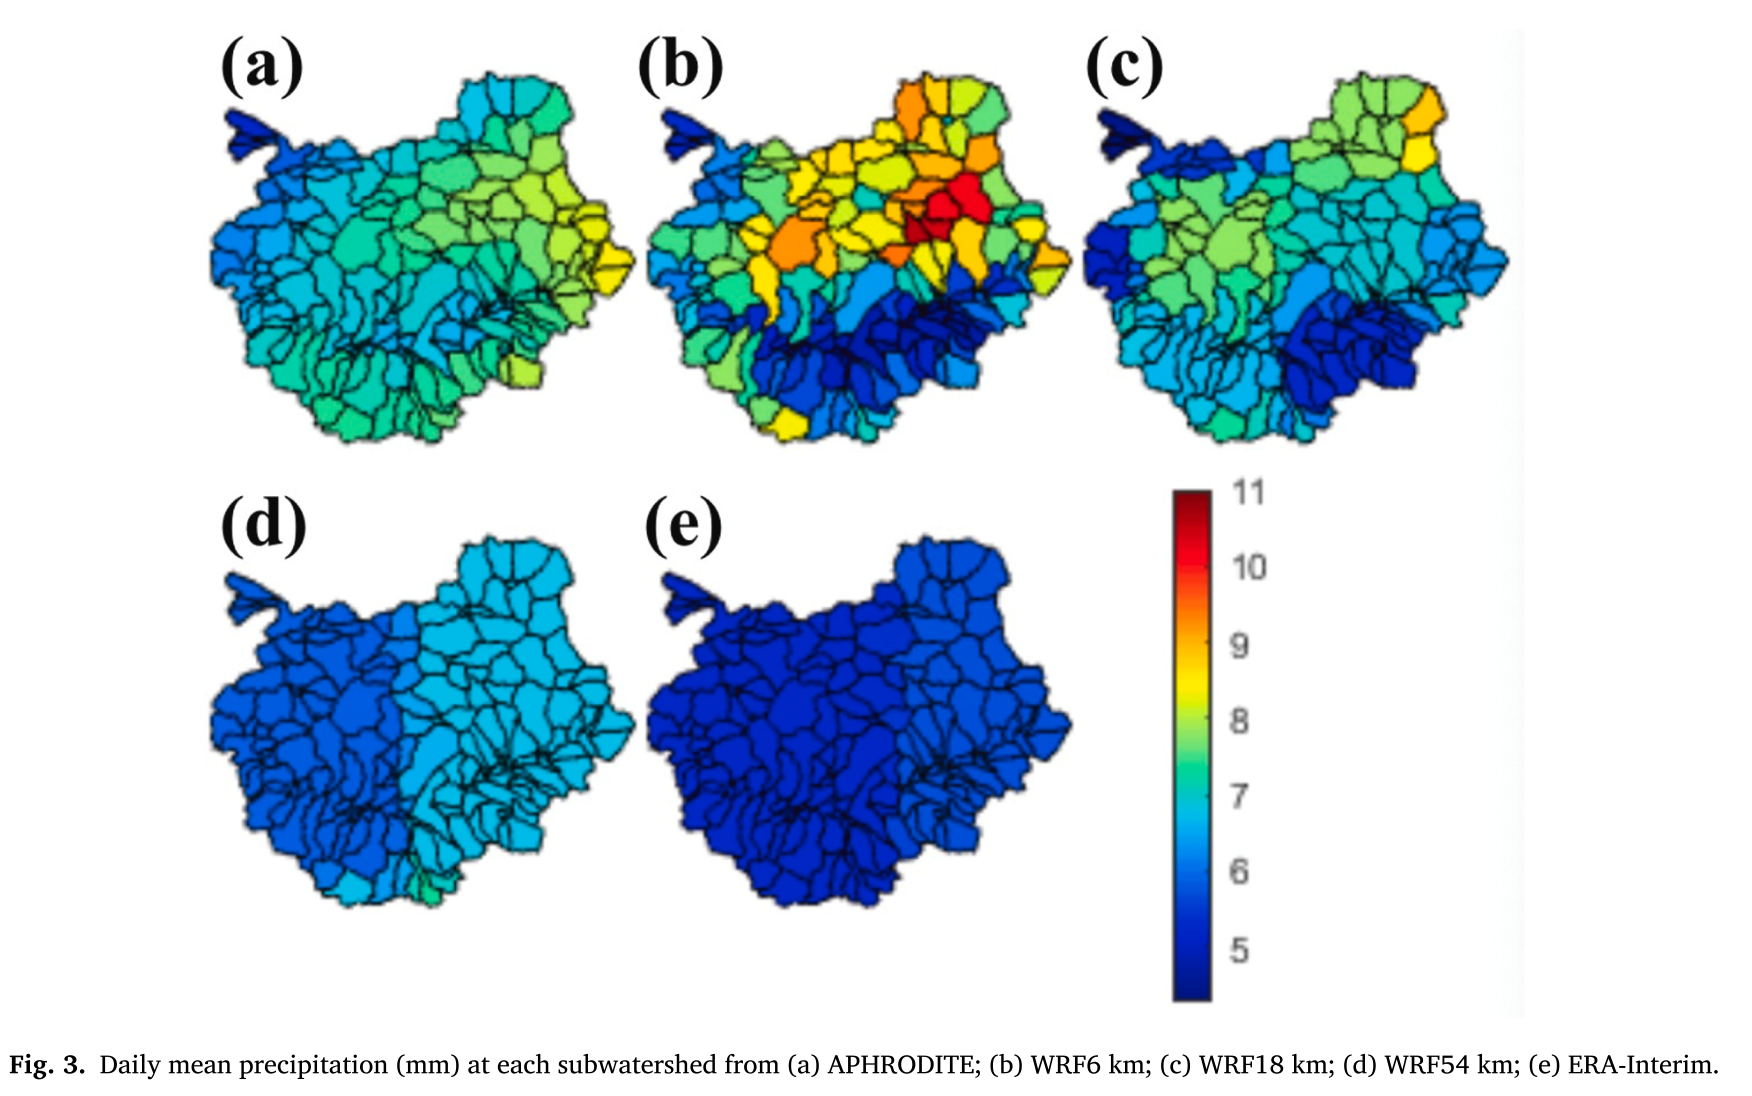 (a)
(b)
(c)
(d)
(e)
11
10
9
8
7
6
5
Fig. 3. Daily mean precipitation (mm) at each subwatershed from (a) APHRODITE; (b) WRF6 km; (c) WRF18 km; (d) WRF54 km; (e) ERA-Interim.